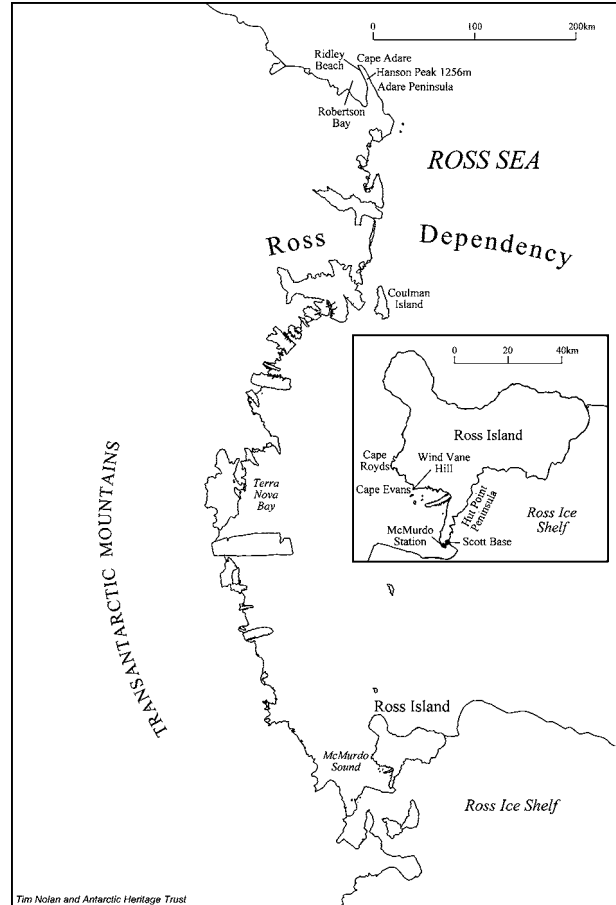 0 100 200km
Ridley
Beach
Cape Adare
Hanson Peak 1256m
Adare Peninsula
Robertson
Bay
ROSS SEA
Ross Dependency
Coulman
Island
0 20 40km
Ross Island
Cape
Royds
Wind Vane
Hill
Cape Evans
Hut Point
Peninsula
Ross Ice
Shelf
McMurdo
Station
Scott Base
Terra
Nova
Bay
TRANSANTARCTIC MOUNTAINS
Ross Island
McMurdo
Sound
Ross Ice Shelf
Tim Nolan and Antarctic Heritage Trust